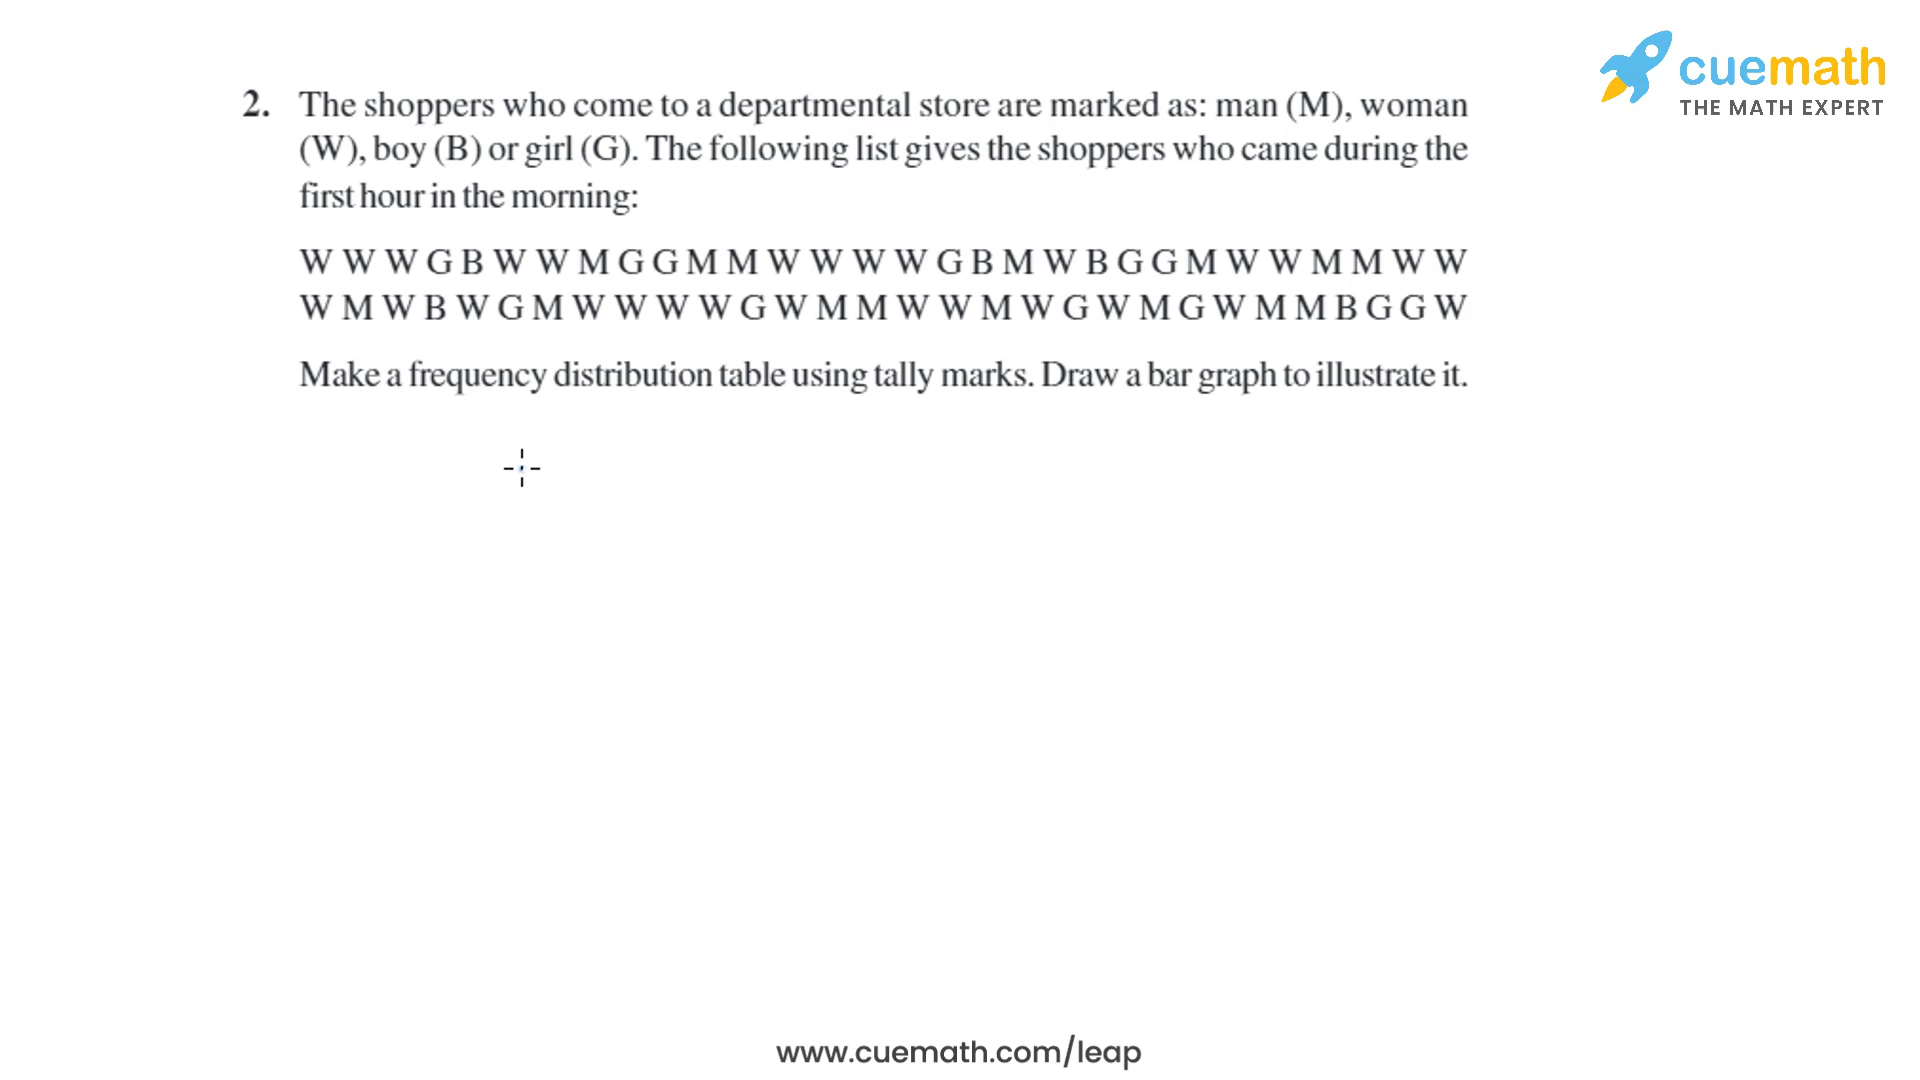 cuemath
THE MATH EXPERT
2. The shoppers who come to a departmental store are marked as: man (M), woman
(W), boy (B) or girl (G). The following list gives the shoppers who came during the
first hour in the morning:
W W W G B W W M G G M M W W W W G B M W B G G M W W M M W W
W M W B W G M W W W W G W M M W W M W G W M G W M M B G G W
Make a frequency distribution table using tally marks. Draw a bar graph to illustrate it.
www.cuemath.com/leap